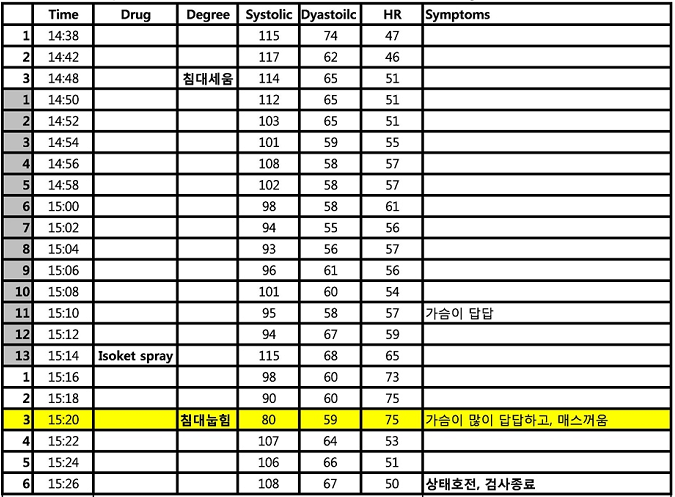 Time Drug Degree Systolic Dyastoilc HR Symptoms
1 14:38 115 74 47
2 14:42 117 62 46
3 14:48 침대세움 114 65 51
1 14:50 112 65 51
2 14:52 103 65 51
3 14:54 101 59 55
4 14:56 108 58 57
5 14:58 102 58 57
6 15:00 98 58 61
7 15:02 94 55 56
8 15:04 93 56 57
9 15:06 96 61 56
10 15:08 101 60 54
11 15:10 95 58 57 가슴이 답답
12 15:12 94 67 59
13 15:14 Isoket spray 115 68 65
1 15:16 98 60 73
2 15:18 90 60 75
3 15:20 침대눕힘 80 59 75 가슴이 많이 답답하고, 매스꺼움
4 15:22 107 64 53
5 15:24 106 66 51
6 15:26 108 67 50 상태호전, 검사종료